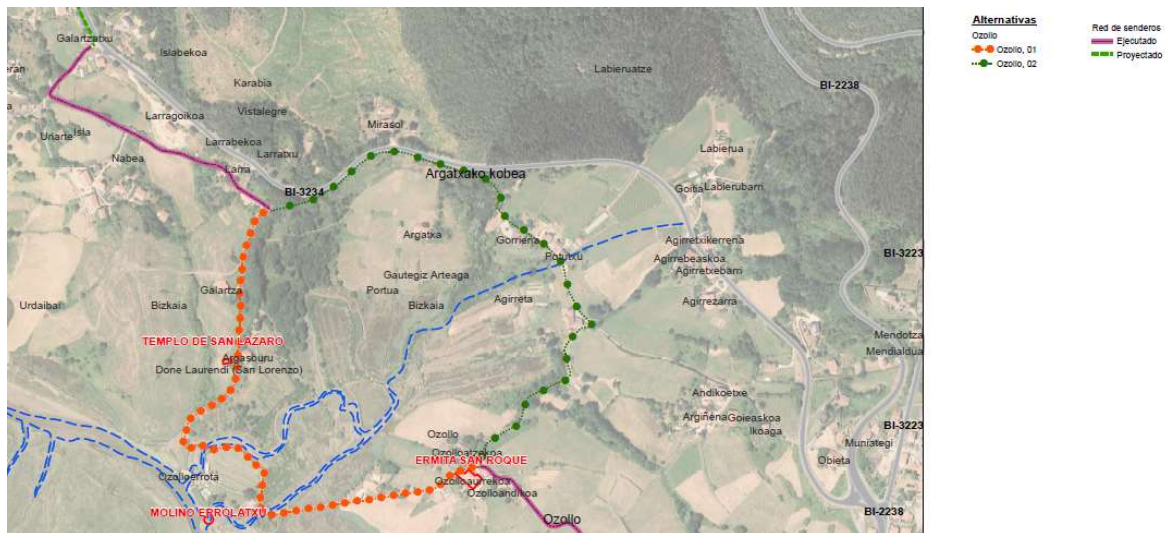 Alternativas
Ozollo
Ozollo, 01
Ozollo, 02
Red de senderos
Ejecutado
Proyectado
Galartzatxu
Islabekoa
Labieruatze
Karabia
BI-2238
Larragoikoa
Vistalegre
Mirasol
Isla
Larrabekoa
Nabea
Larratxu
Labierua
Larra
Argatxako kobea
BI-3234
Goitia
Labierubarri
Argatxa
Gorriena
Agirretxikerrena
Potutxu
Agirrebeaskoa
BI-3223
Gautegiz Arteaga
Agirretxebarri
Galartza
Portua
Urdaibai
Bizkaia
Bizkaia
Agirreta
Agirrezarra
Mendotza
TEMPLO DE SAN LAZARO
Mendialdua
Done Laurendi (San Lorenzo)
Andikoetxe
Argiñena
Goieaskoa
Ikoaga
BI-3223
Ozollo
Muniategi
Ozolloatzekoa
ERMITA SAN ROQUE
Obieta
Ozolloerrota
Ozolloaurrekoa
Ozolloandikoa
MOLINO ERROLATXU
Ozollo
BI-2238